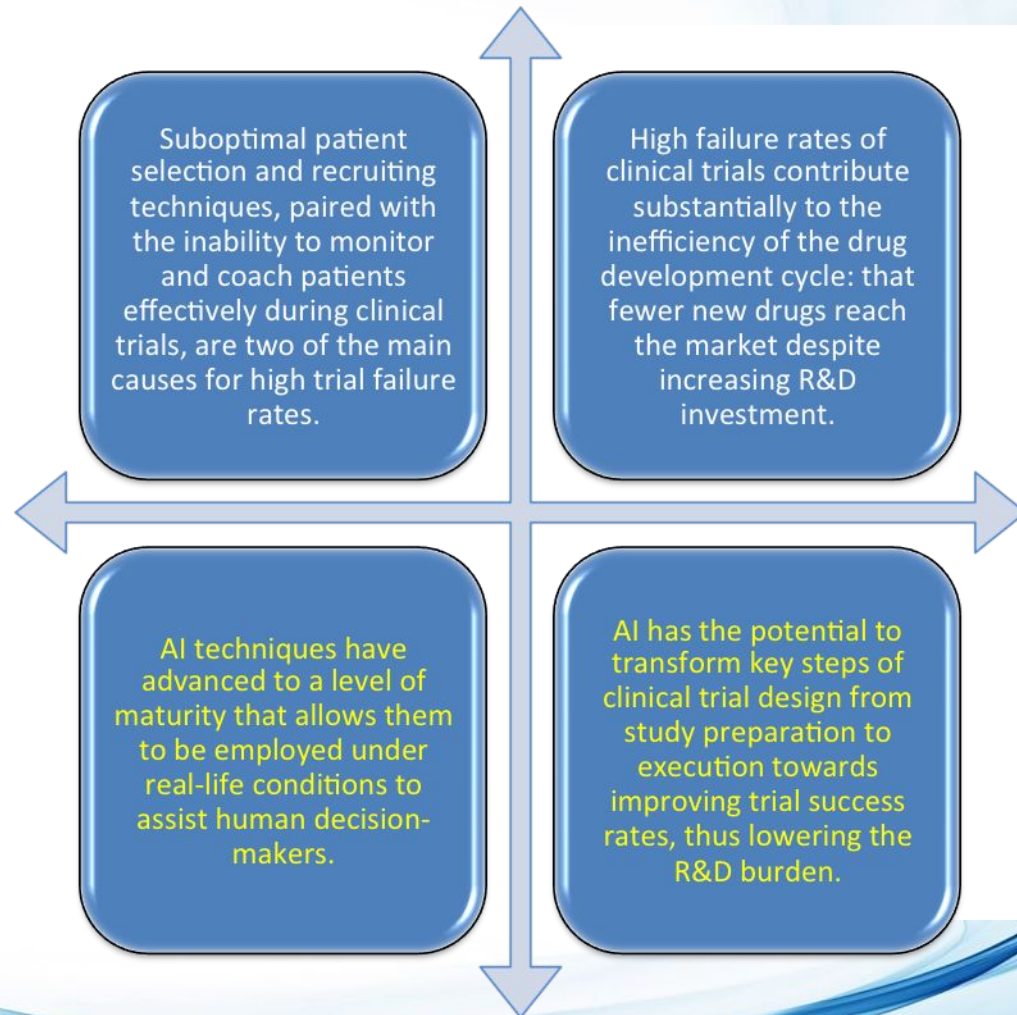 Suboptimal patient
selection and recruiting
techniques, paired with
the inability to monitor
and coach patients
effectively during clinical
trials, are two of the main
causes for high trial failure
rates.
High failure rates of
clinical trials contribute
substantially to the
inefficiency of the drug
development cycle: that
fewer new drugs reach
the market despite
increasing R&D
investment.
AI techniques have
advanced to a level of
maturity that allows them
to be employed under
real-life conditions to
assist human decision-
makers.
AI has the potential to
transform key steps of
clinical trial design from
study preparation to
execution towards
improving trial success
rates, thus lowering the
R&D burden.